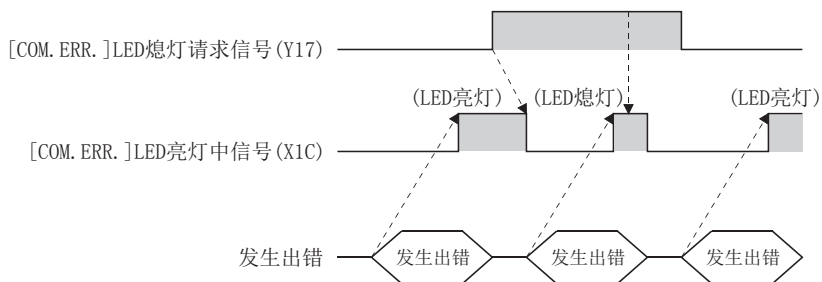 [COM.ERR.]LED熄灯请求信号(Y17)
(LED亮灯) (LED熄灯) (LED亮灯)
[COM.ERR.]LED亮灯中信号(X1C)
发生出错 发生出错 发生出错 发生出错